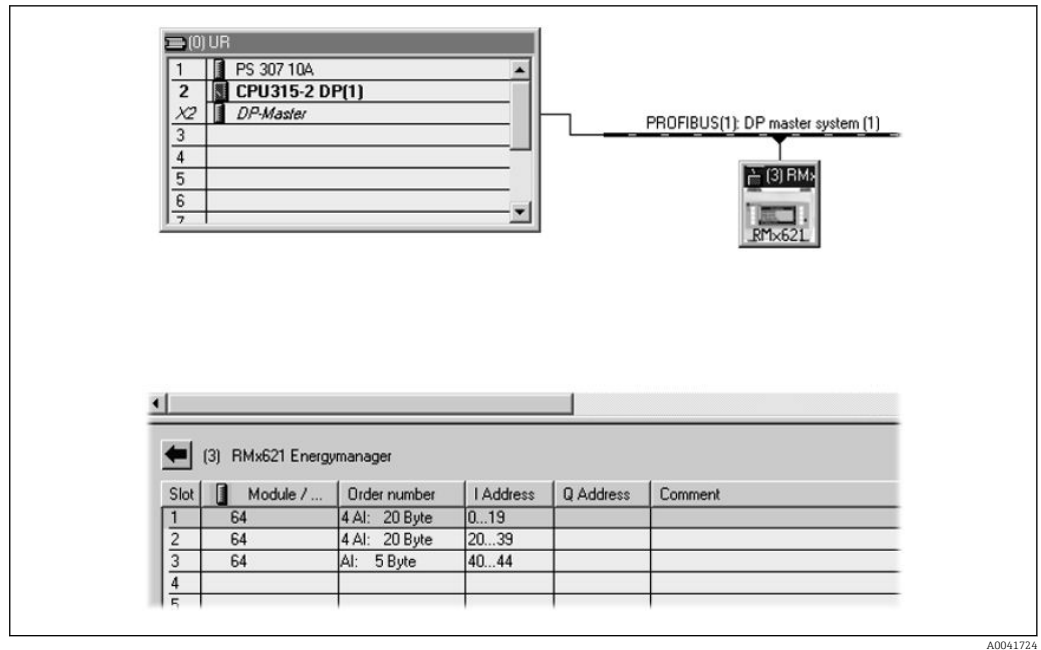 (0) UR
1 PS 307 10A
2 CPU315-2 DP(1)
X2 DP-Master
3
4
5
6
7
PROFIBUS(1): DP master system (1)
(3) RMx
RMx621
(3) RMx621 Energymanager
Slot Module / ... Order number I Address Q Address Comment
1 64 4 AI: 20 Byte 0...19
2 64 4 AI: 20 Byte 20...39
3 64 AI: 5 Byte 40...44
4
5
A0041724